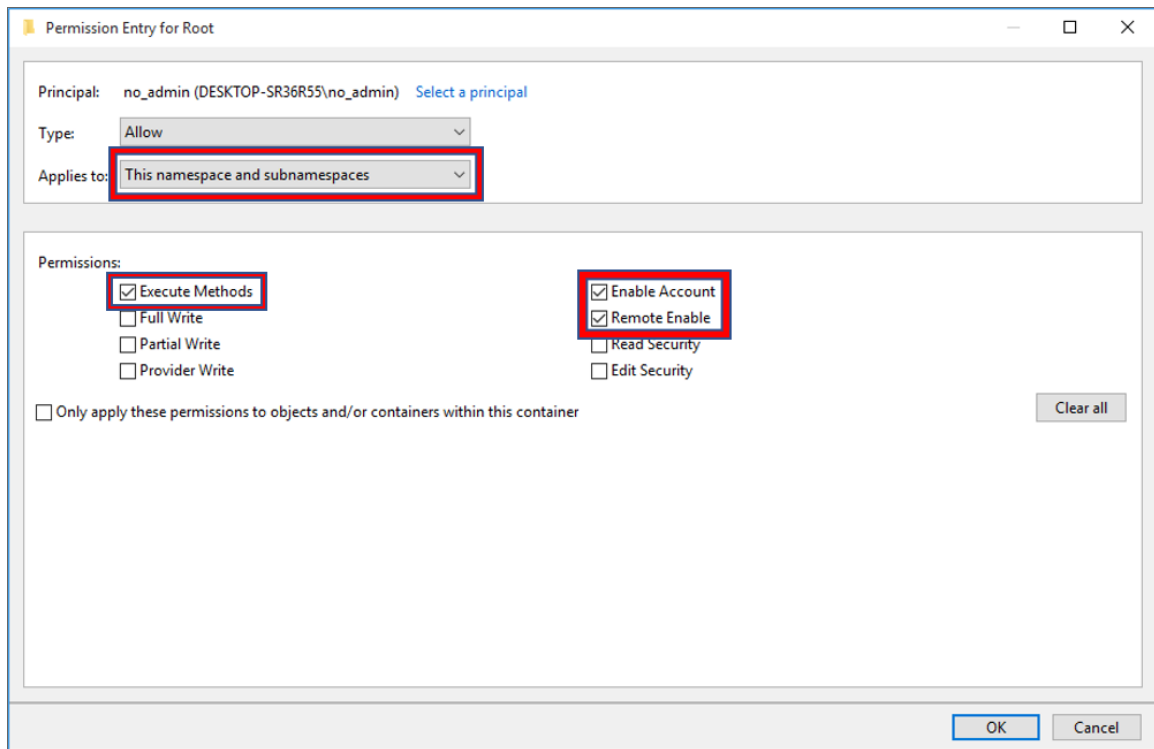 Permission Entry for Root
Principal: no_admin (DESKTOP-SR36R55\no_admin) Select a principal
Type: Allow
Applies to: This namespace and subnamespaces
Permissions:
Execute Methods Enable Account
Full Write Remote Enable
Partial Write Read Security
Provider Write Edit Security
Only apply these permissions to objects and/or containers within this container Clear all
OK Cancel